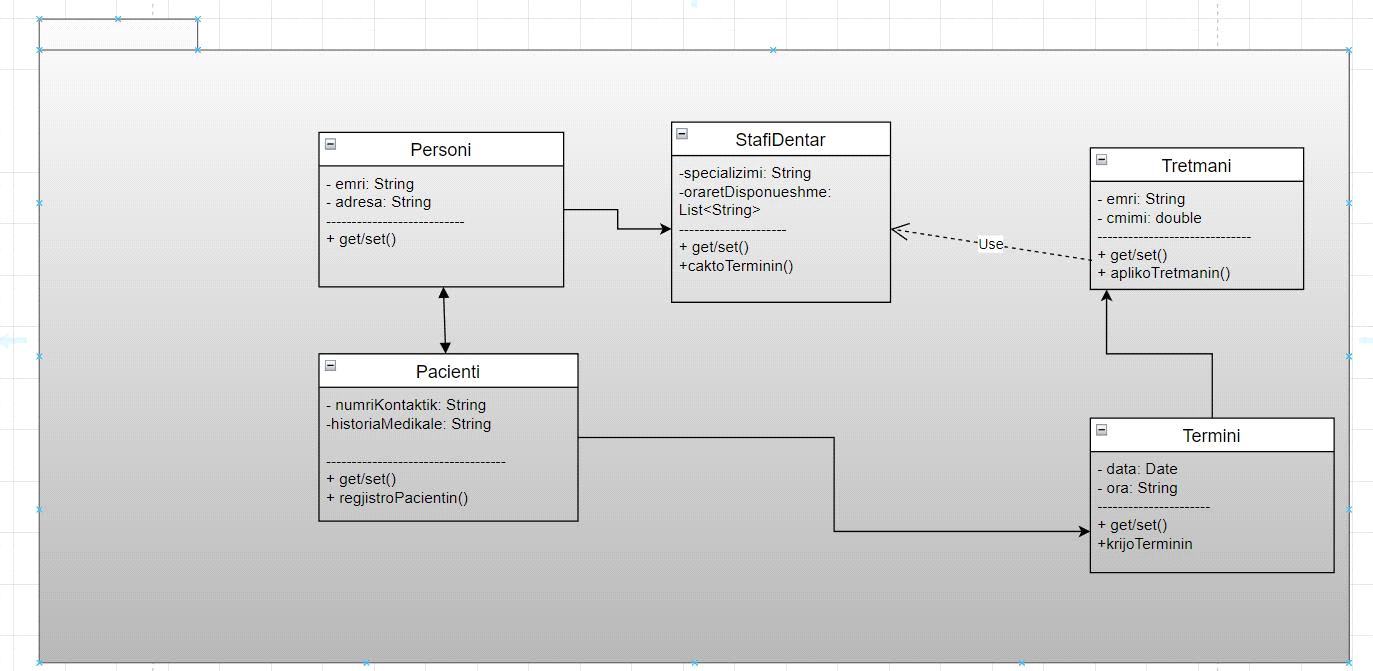 Personi
- emri: String
- adresa: String
---------------------------
+ get/set()
StafiDentar
-specializimi: String
-oraretDisponueshme:
List<String>
---------------------
+ get/set()
+caktoTerminin()
Tretmani
- emri: String
- cmimi: double
------------------------------
+ get/set()
+ aplikoTretmanin()
Use
Pacienti
- numriKontaktik: String
-historiaMedikale: String
-----------------------------------
+ get/set()
+ regjistroPacientin()
Termini
- data: Date
- ora: String
----------------------
+ get/set()
+krijoTerminin